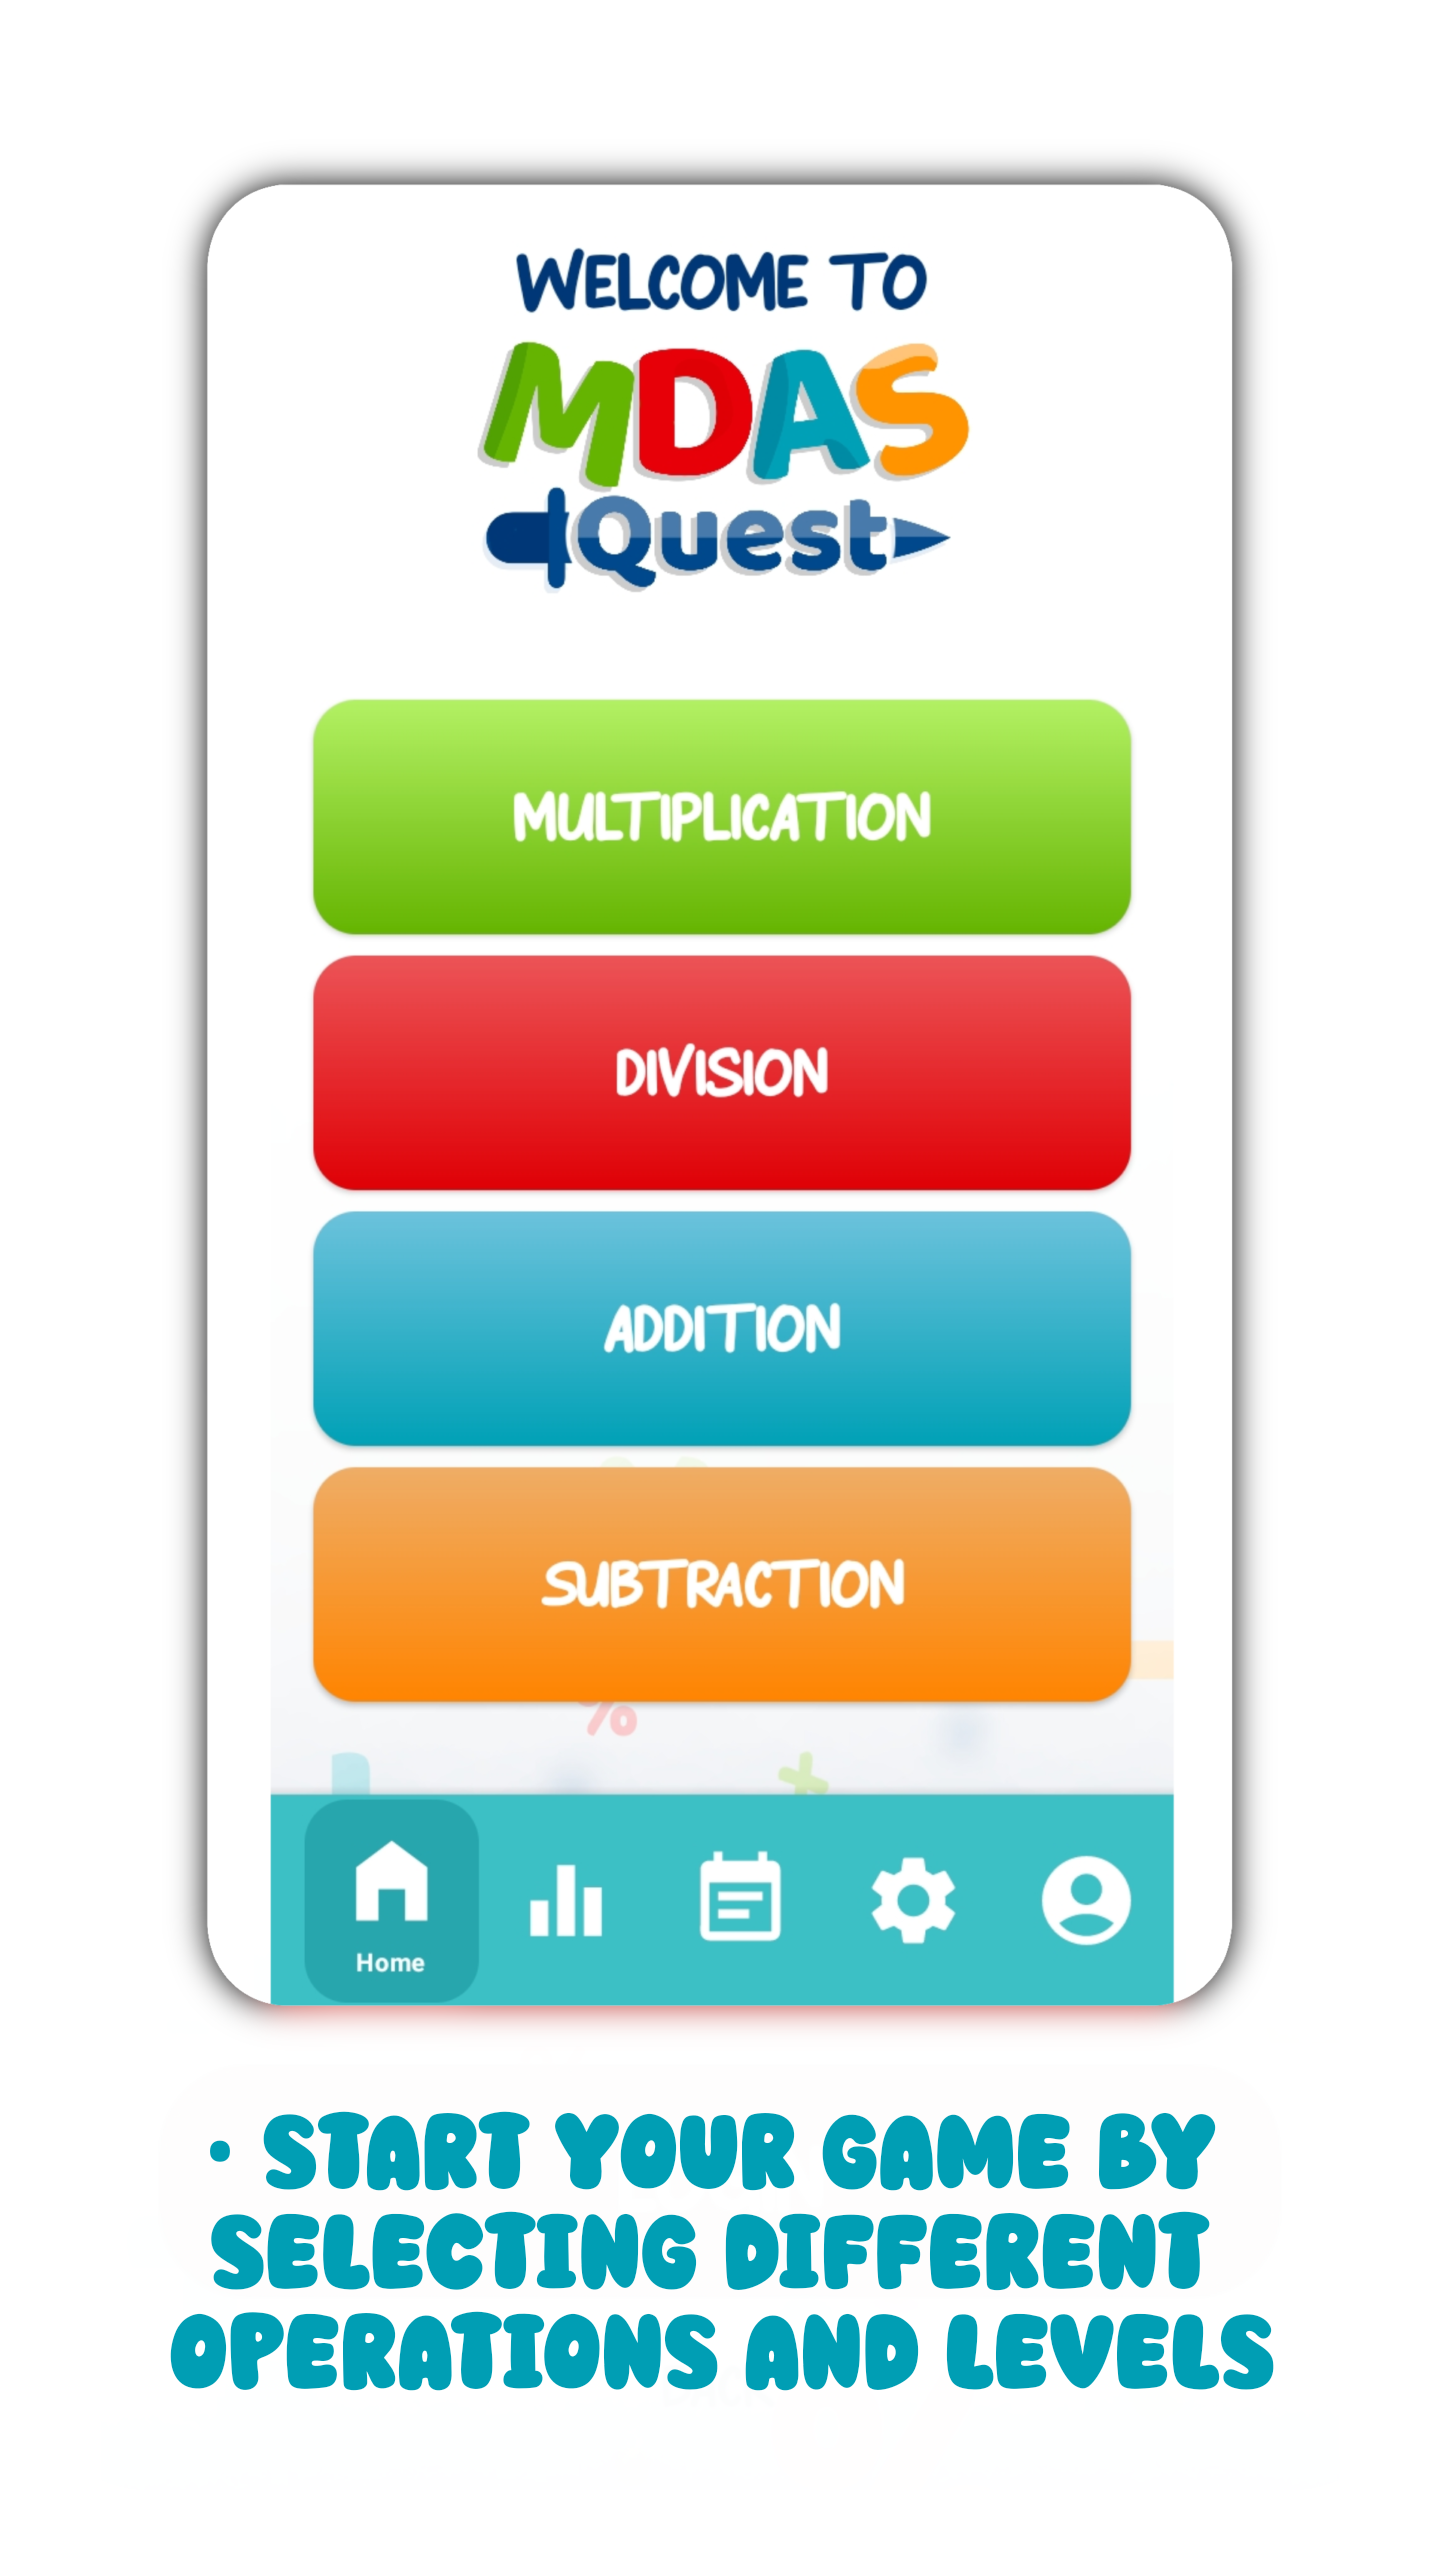 WELCOME TO
MDAS
Quest
MULTIPLICATION
DIVISION
ADDITION
SUBTRACTION
%
+
Home
• START YOUR GAME BY
SELECTING DIFFERENT
OPERATIONS AND LEVELS